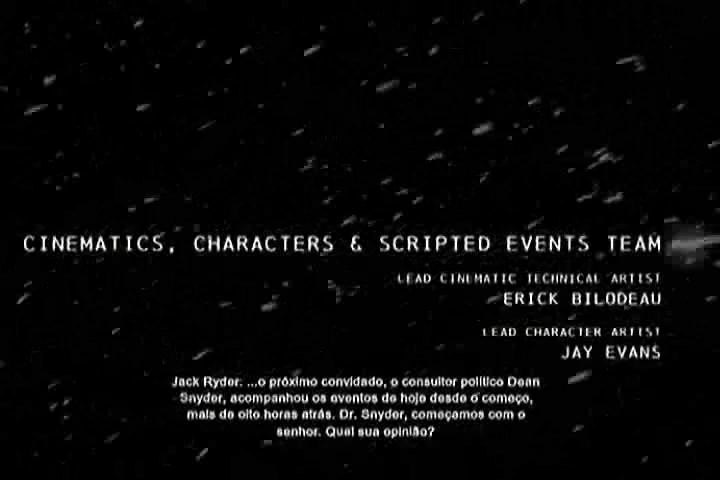 CINEMATICS, CHARACTERS & SCRIPTED EVENTS TEAM
LEAD CINEMATIC TECHNICAL ARTIST
ERICK BILODEAU
LEAD CHARACTER ARTIST
JAY EVANS
Jack Ryder: ...o próximo convidado, o consultor político Dean
Snyder, acompanhou os eventos de hoje desde o começo,
mais de oito horas atrás. Dr. Snyder, começamos com o
senhor. Qual sua opinião?